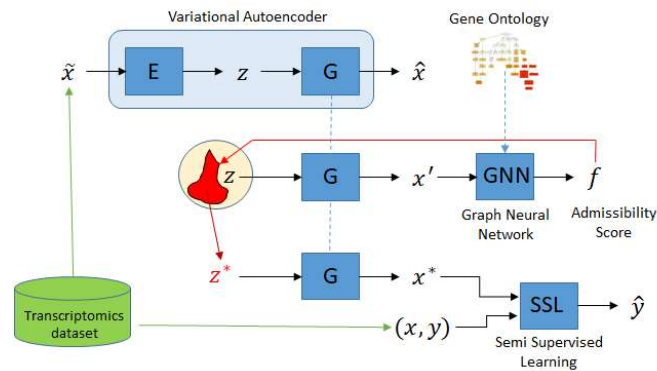 Variational Autoencoder
Gene Ontology
x̃
E
z
G
x̂
z
G
x′
GNN
f
Graph Neural
Network
Admissibility
Score
z*
G
x*
Transcriptomics
dataset
(x, y)
SSL
ŷ
Semi Supervised
Learning